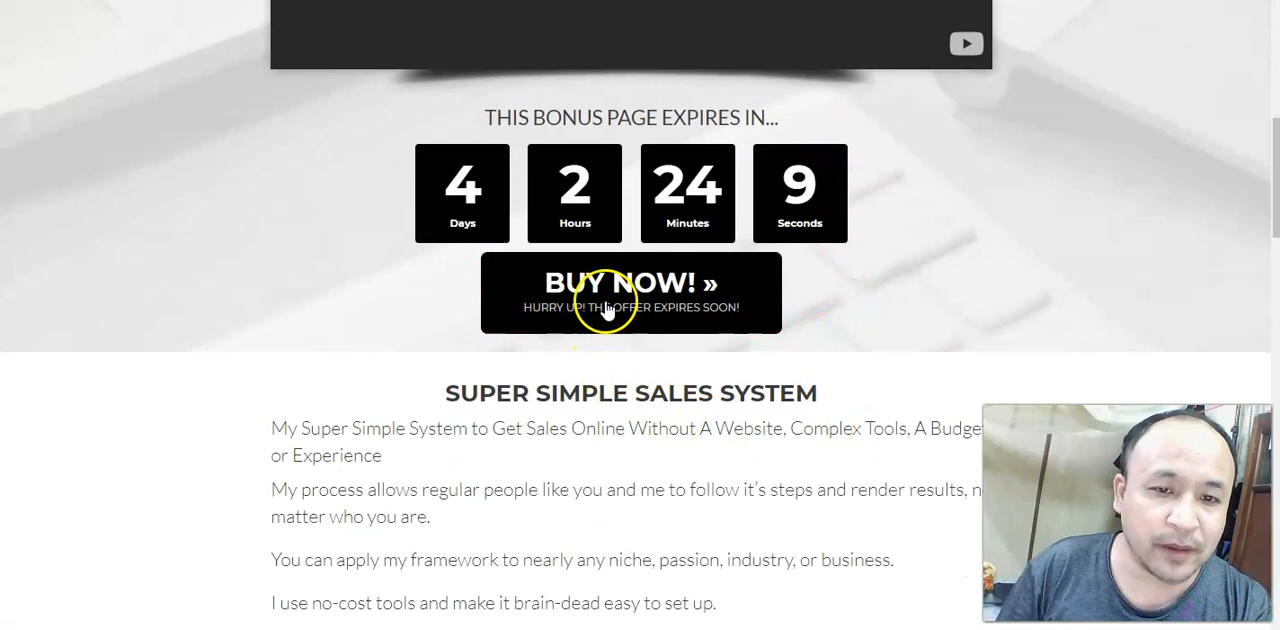 THIS BONUS PAGE EXPIRES IN...
4 2 24 9
Days Hours Minutes Seconds
BUY NOW! »
HURRY UP! THIS OFFER EXPIRES SOON!
SUPER SIMPLE SALES SYSTEM
My Super Simple System to Get Sales Online Without A Website, Complex Tools, A Budge
or Experience
My process allows regular people like you and me to follow it’s steps and render results, n
matter who you are.
You can apply my framework to nearly any niche, passion, industry, or business.
I use no-cost tools and make it brain-dead easy to set up.